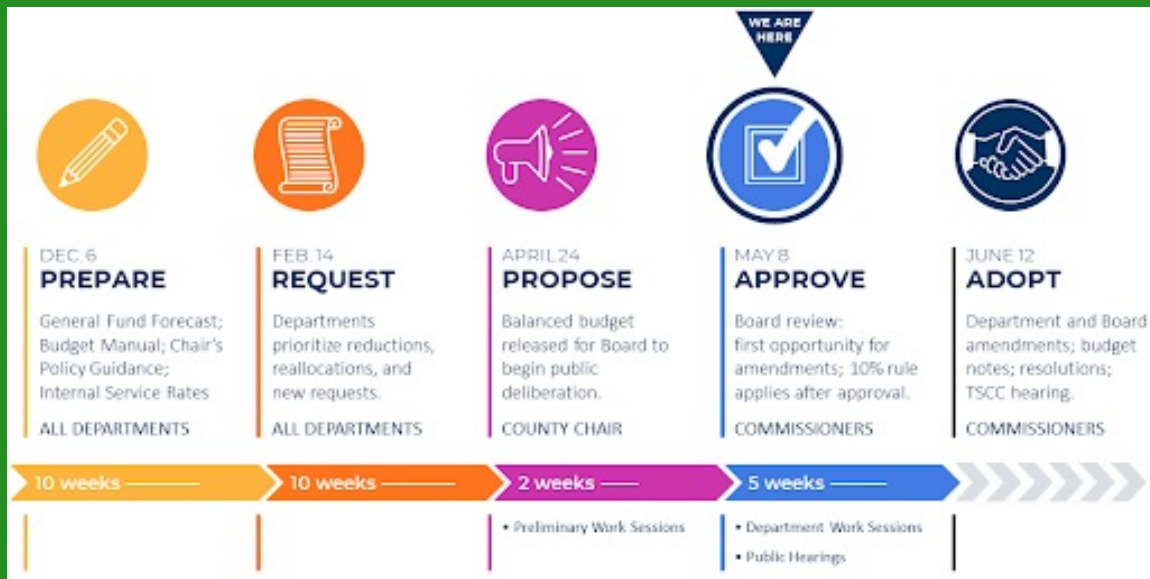 WE ARE
HERE
DEC. 6
PREPARE
General Fund Forecast;
Budget Manual; Chair's
Policy Guidance;
Internal Service Rates
ALL DEPARTMENTS
FEB. 14
REQUEST
Departments
prioritize reductions,
reallocations, and
new requests.
ALL DEPARTMENTS
APRIL 24
PROPOSE
Balanced budget
released for Board to
begin public
deliberation.
COUNTY CHAIR
MAY 8
APPROVE
Board review:
first opportunity for
amendments; 10% rule
applies after approval.
COMMISSIONERS
JUNE 12
ADOPT
Department and Board
amendments; budget
notes; resolutions;
TSCC hearing.
COMMISSIONERS
10 weeks
10 weeks
2 weeks
5 weeks
• Preliminary Work Sessions
• Department Work Sessions
• Public Hearings